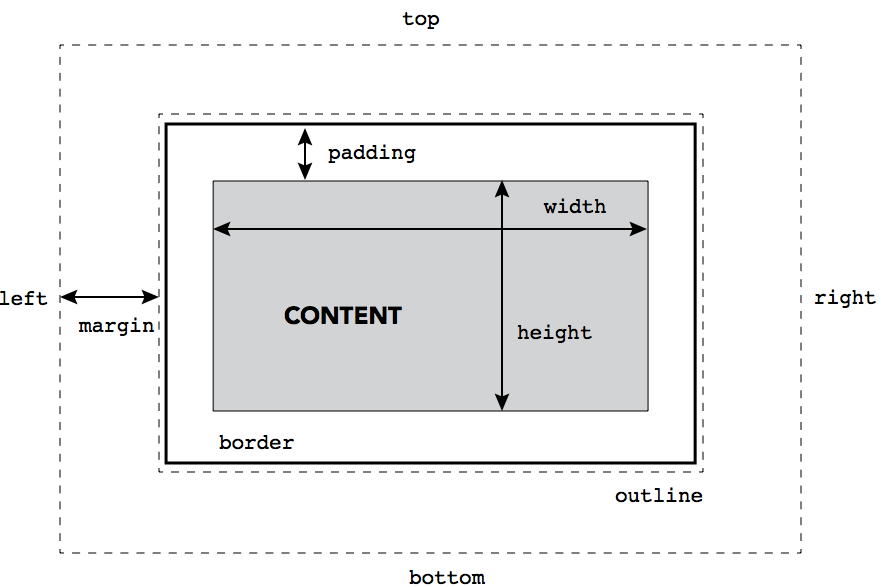 top
padding
width
left
right
CONTENT
margin
height
border
outline
bottom